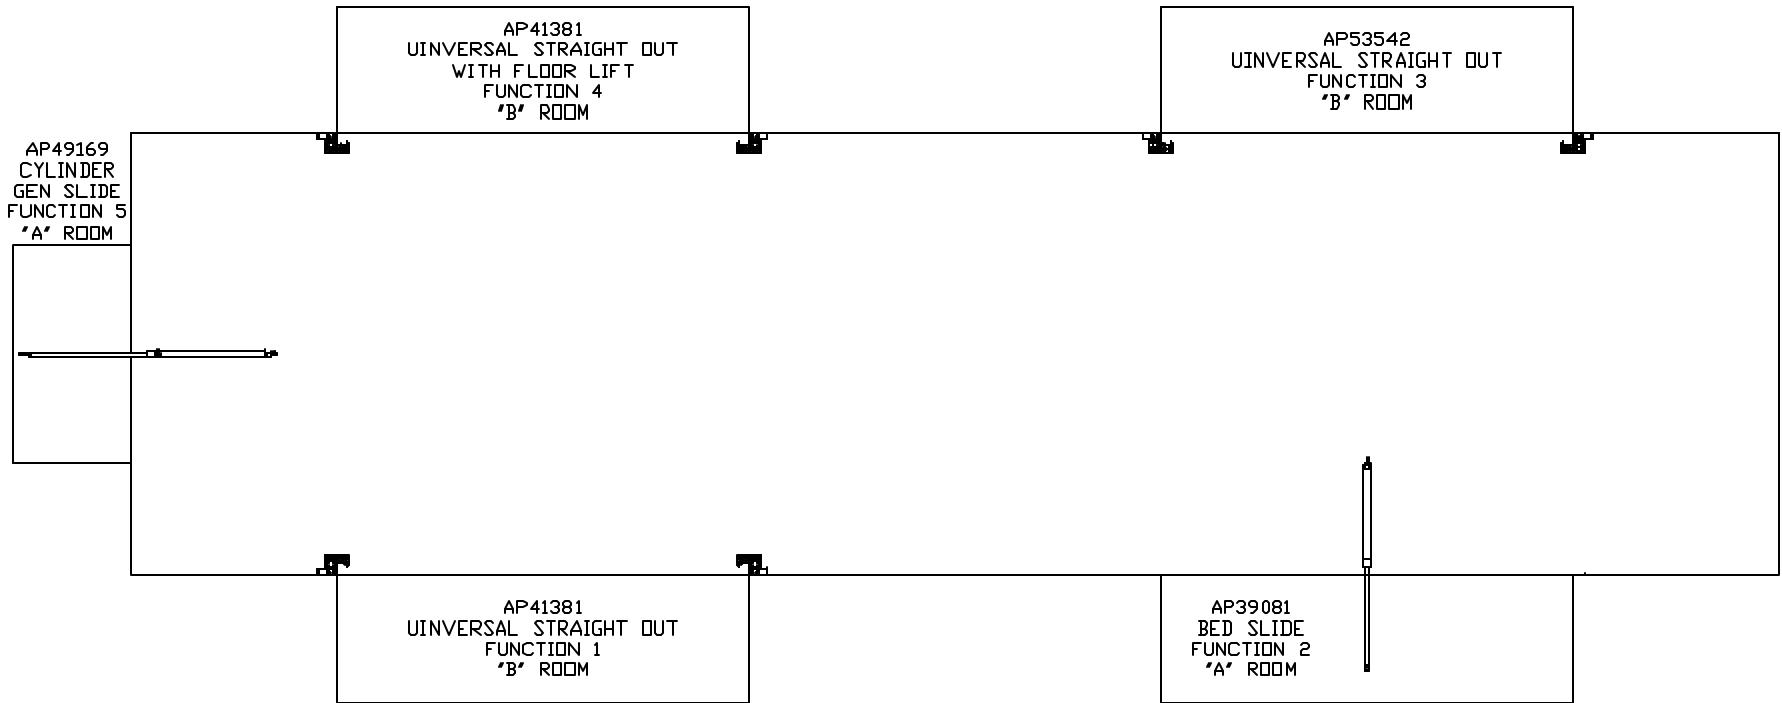 AP41381
UINVERSAL STRAIGHT OUT
WITH FLOOR LIFT
FUNCTION 4
"B" ROOM
AP53542
UINVERSAL STRAIGHT OUT
FUNCTION 3
"B" ROOM
AP49169
CYLINDER
GEN SLIDE
FUNCTION 5
"A" ROOM
AP41381
UINVERSAL STRAIGHT OUT
FUNCTION 1
"B" ROOM
AP39081
BED SLIDE
FUNCTION 2
"A" ROOM